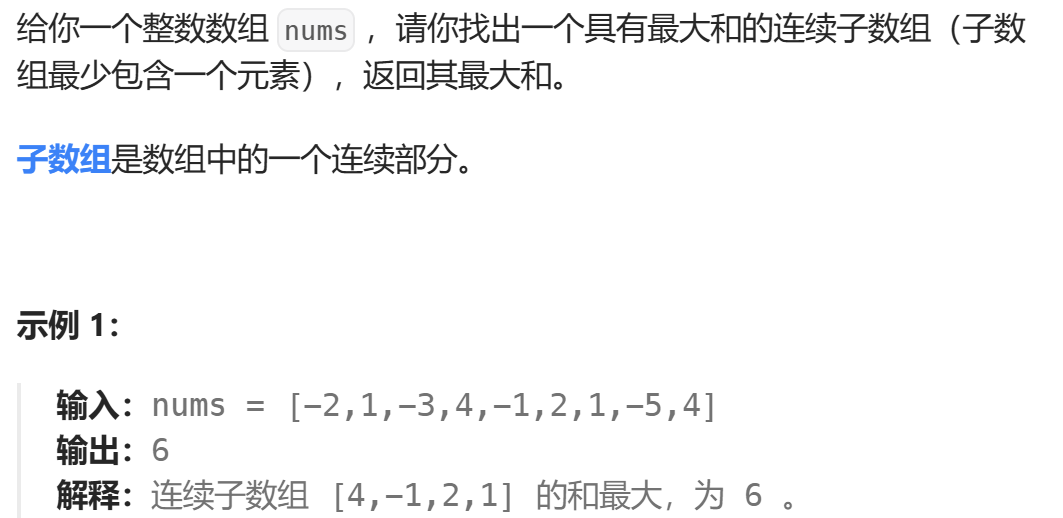 给你一个整数数组 nums ，请你找出一个具有最大和的连续子数组（子数
组最少包含一个元素），返回其最大和。
子数组是数组中的一个连续部分。
示例 1：
输入：nums = [-2,1,-3,4,-1,2,1,-5,4]
输出：6
解释：连续子数组 [4,-1,2,1] 的和最大，为 6 。